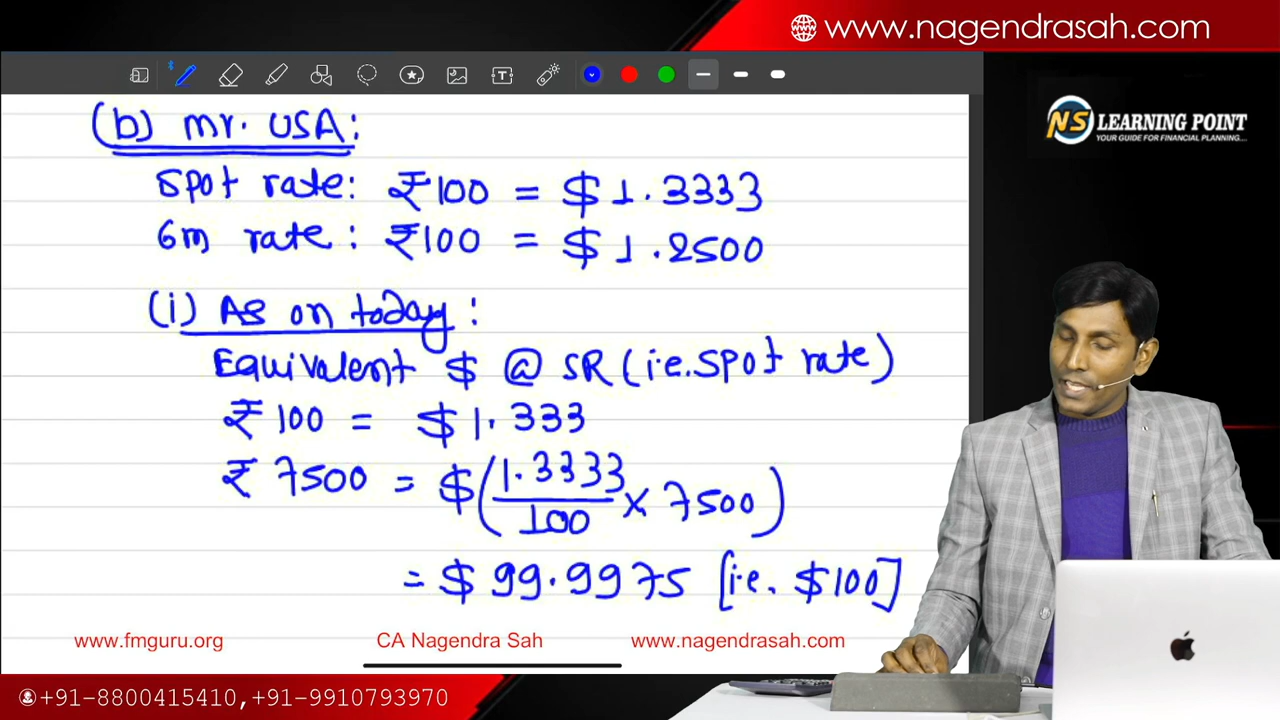 www.nagendrasah.com
NS LEARNING POINT
YOUR GUIDE FOR FINANCIAL PLANNING....
(b) Mr. USA:
Spot rate: ₹100 = $1.3333
6m rate: ₹100 = $1.2500
(i) As on today:
Equivalent $ @ SR (i.e. Spot rate)
₹100 = $1.333
₹7500 = $(1.3333/100 × 7500)
= $99.9975 [i.e. $100]
www.fmguru.org CA Nagendra Sah www.nagendrasah.com
+91-8800415410,+91-9910793970